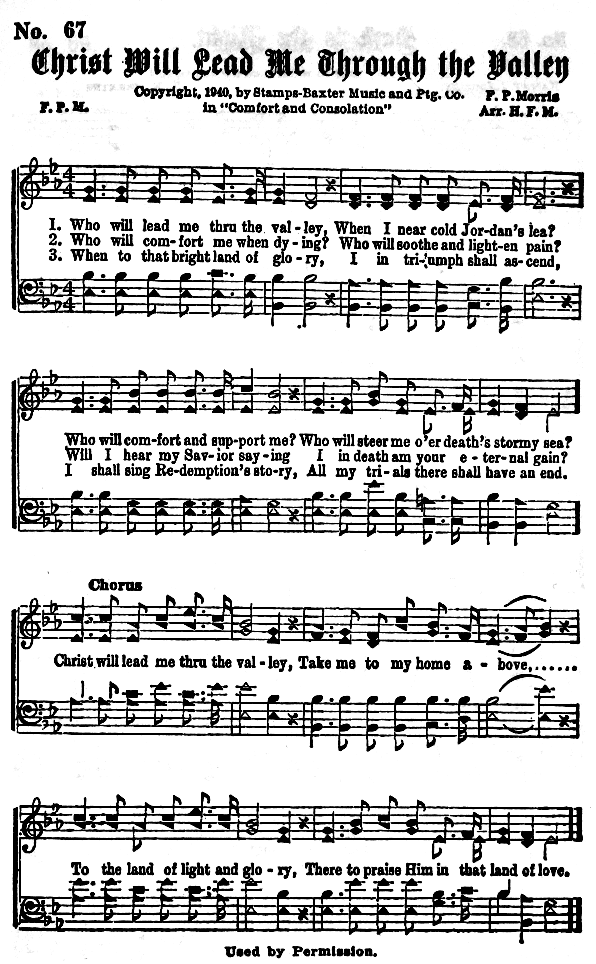 No. 67
Christ Will Lead Me Through the Valley
Copyright, 1940, by Stamps-Baxter Music and Ptg. Co. F. P. Morris
F. P. M. in "Comfort and Consolation" Arr. H. F. M.
1. Who will lead me thru the val-ley, When I near cold Jor-dan's lea?
2. Who will com-fort me when dy-ing? Who will soothe and light-en pain?
3. When to that bright land of glo-ry, I in tri-umph shall as-cend,
Who will com-fort and sup-port me? Who will steer me o'er death's stormy sea?
Will I hear my Sav-ior say-ing I in death am your e-ter-nal gain?
I shall sing Re-demption's sto-ry, All my tri-als there shall have an end.
Chorus
Christ will lead me thru the val-ley, Take me to my home a-bove,......
To the land of light and glo-ry, There to praise Him in that land of love.
Used by Permission.